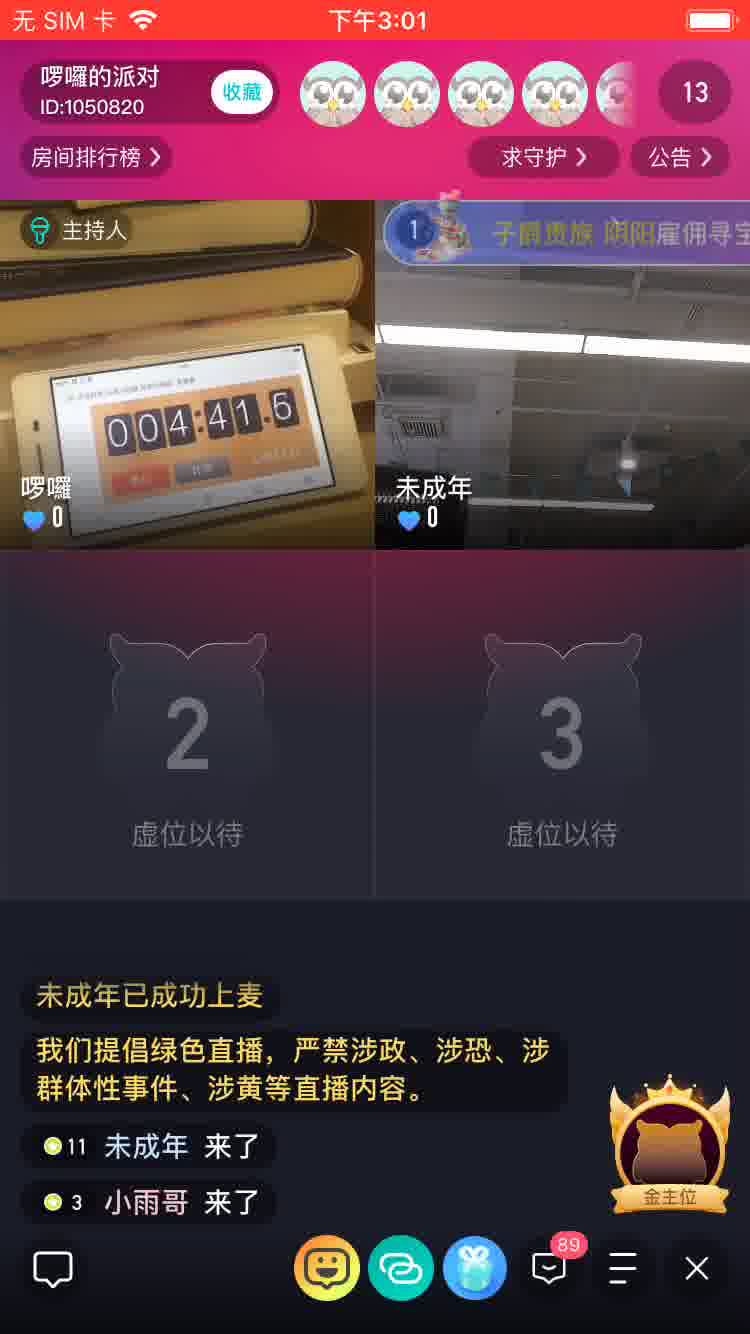 无 SIM 卡
下午3:01
啰囉的派对
ID:1050820
收藏
13
房间排行榜
求守护
公告
主持人
1
子爵贵族 阴阳雇佣寻宝
004:41.6
啰囉
0
未成年
0
2
虚位以待
3
虚位以待
未成年已成功上麦
我们提倡绿色直播，严禁涉政、涉恐、涉
群体性事件、涉黄等直播内容。
11 未成年 来了
3 小雨哥 来了
金主位
89